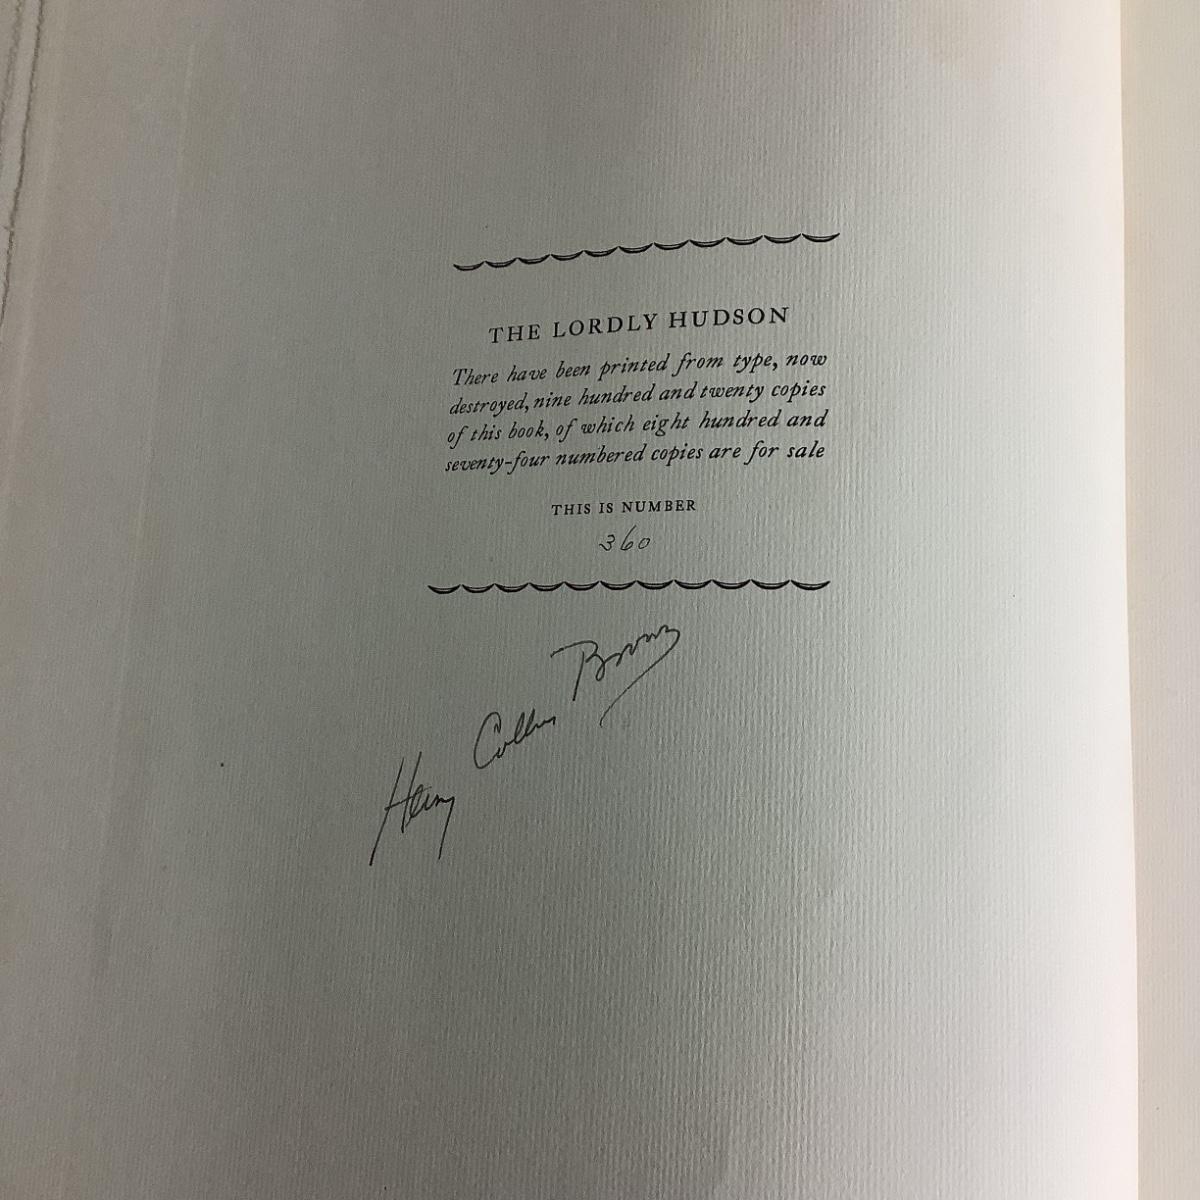 THE LORDLY HUDSON
There have been printed from type, now
destroyed, nine hundred and twenty copies
of this book, of which eight hundred and
seventy-four numbered copies are for sale
THIS IS NUMBER
360
Henry Collins Brown